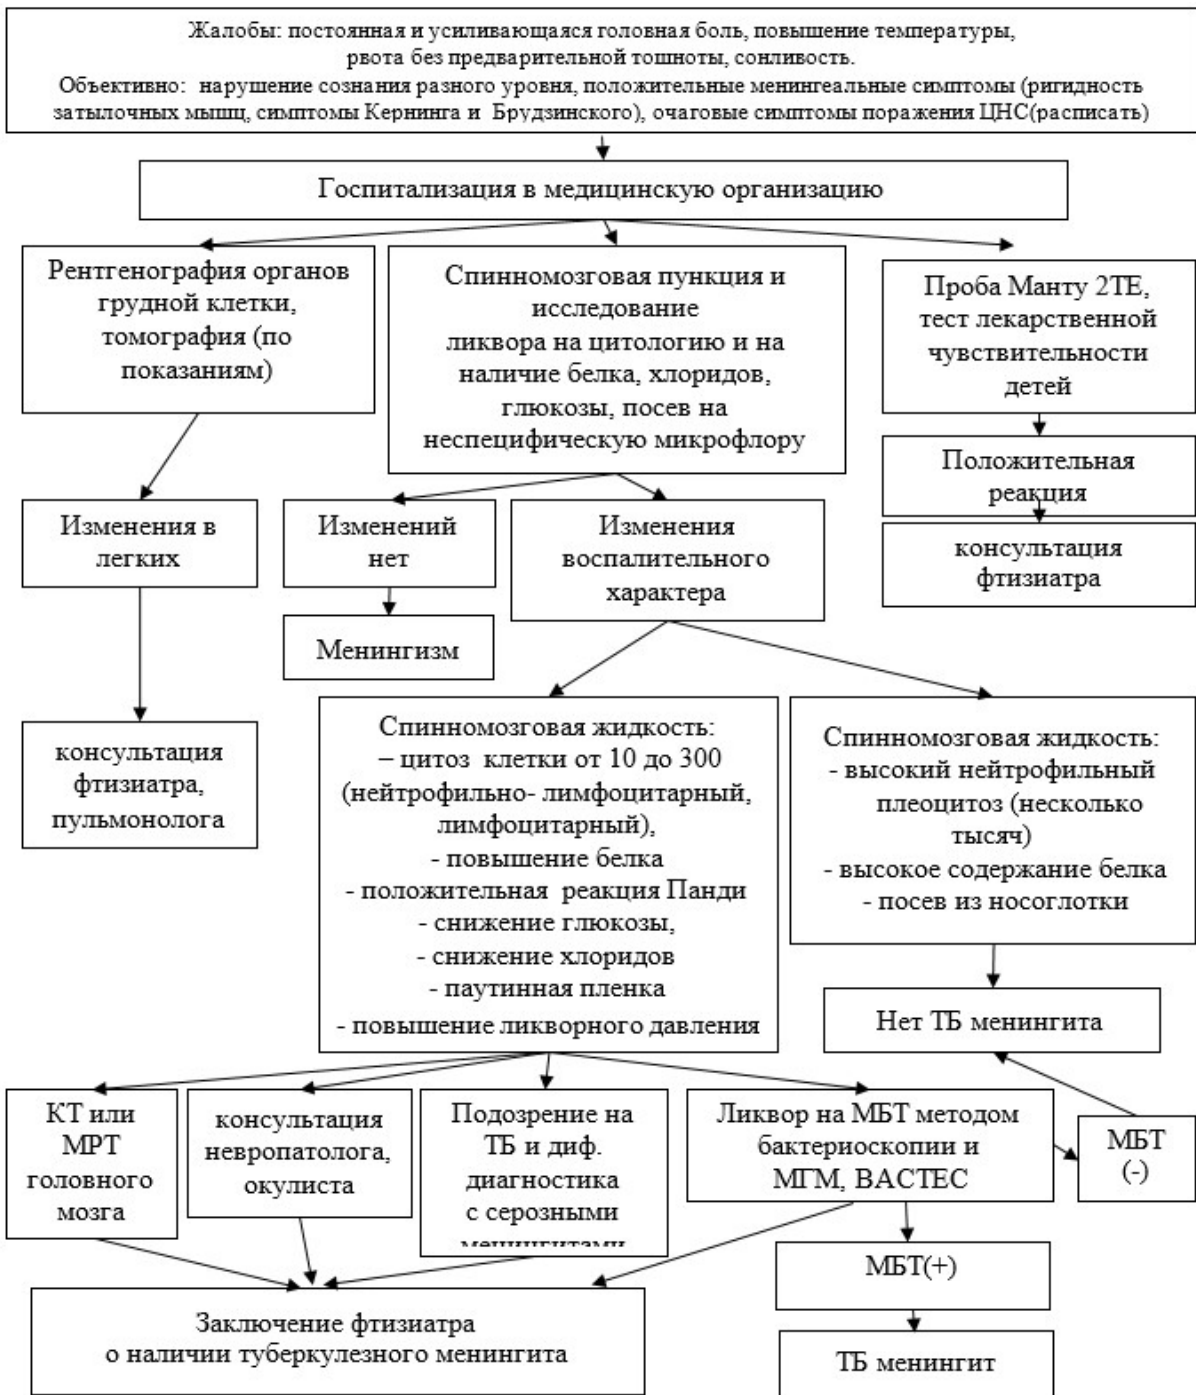 Жалобы: постоянная и усиливающаяся головная боль, повышение температуры,
рвота без предварительной тошноты, сонливость.
Объективно: нарушение сознания разного уровня, положительные менингеальные симптомы (ригидность
затылочных мышц, симптомы Кернинга и Брудзинского), очаговые симптомы поражения ЦНС(расписать)
Госпитализация в медицинскую организацию
Рентгенография органов
грудной клетки,
томография (по
показаниям)
Спинномозговая пункция и
исследование
ликвора на цитологию и на
наличие белка, хлоридов,
глюкозы, посев на
неспецифическую микрофлору
Проба Манту 2ТЕ,
тест лекарственной
чувствительности
детей
Положительная
реакция
консультация
фтизиатра
Изменения в
легких
Изменений
нет
Изменения
воспалительного
характера
Менингизм
консультация
фтизиатра,
пульмонолога
Спинномозговая жидкость:
– цитоз клетки от 10 до 300
(нейтрофильно- лимфоцитарный,
лимфоцитарный),
- повышение белка
- положительная реакция Панди
- снижение глюкозы,
- снижение хлоридов
- паутинная пленка
- повышение ликворного давления
Спинномозговая жидкость:
- высокий нейтрофильный
плеоцитоз (несколько
тысяч)
- высокое содержание белка
- посев из носоглотки
Нет ТБ менингита
КТ или
МРТ
головного
мозга
консультация
невропатолога,
окулиста
Подозрение на
ТБ и диф.
диагностика
с серозными
менингитами
Ликвор на МБТ методом
бактериоскопии и
МГМ, ВАСТЕС
МБТ
(-)
МБТ(+)
Заключение фтизиатра
о наличии туберкулезного менингита
ТБ менингит